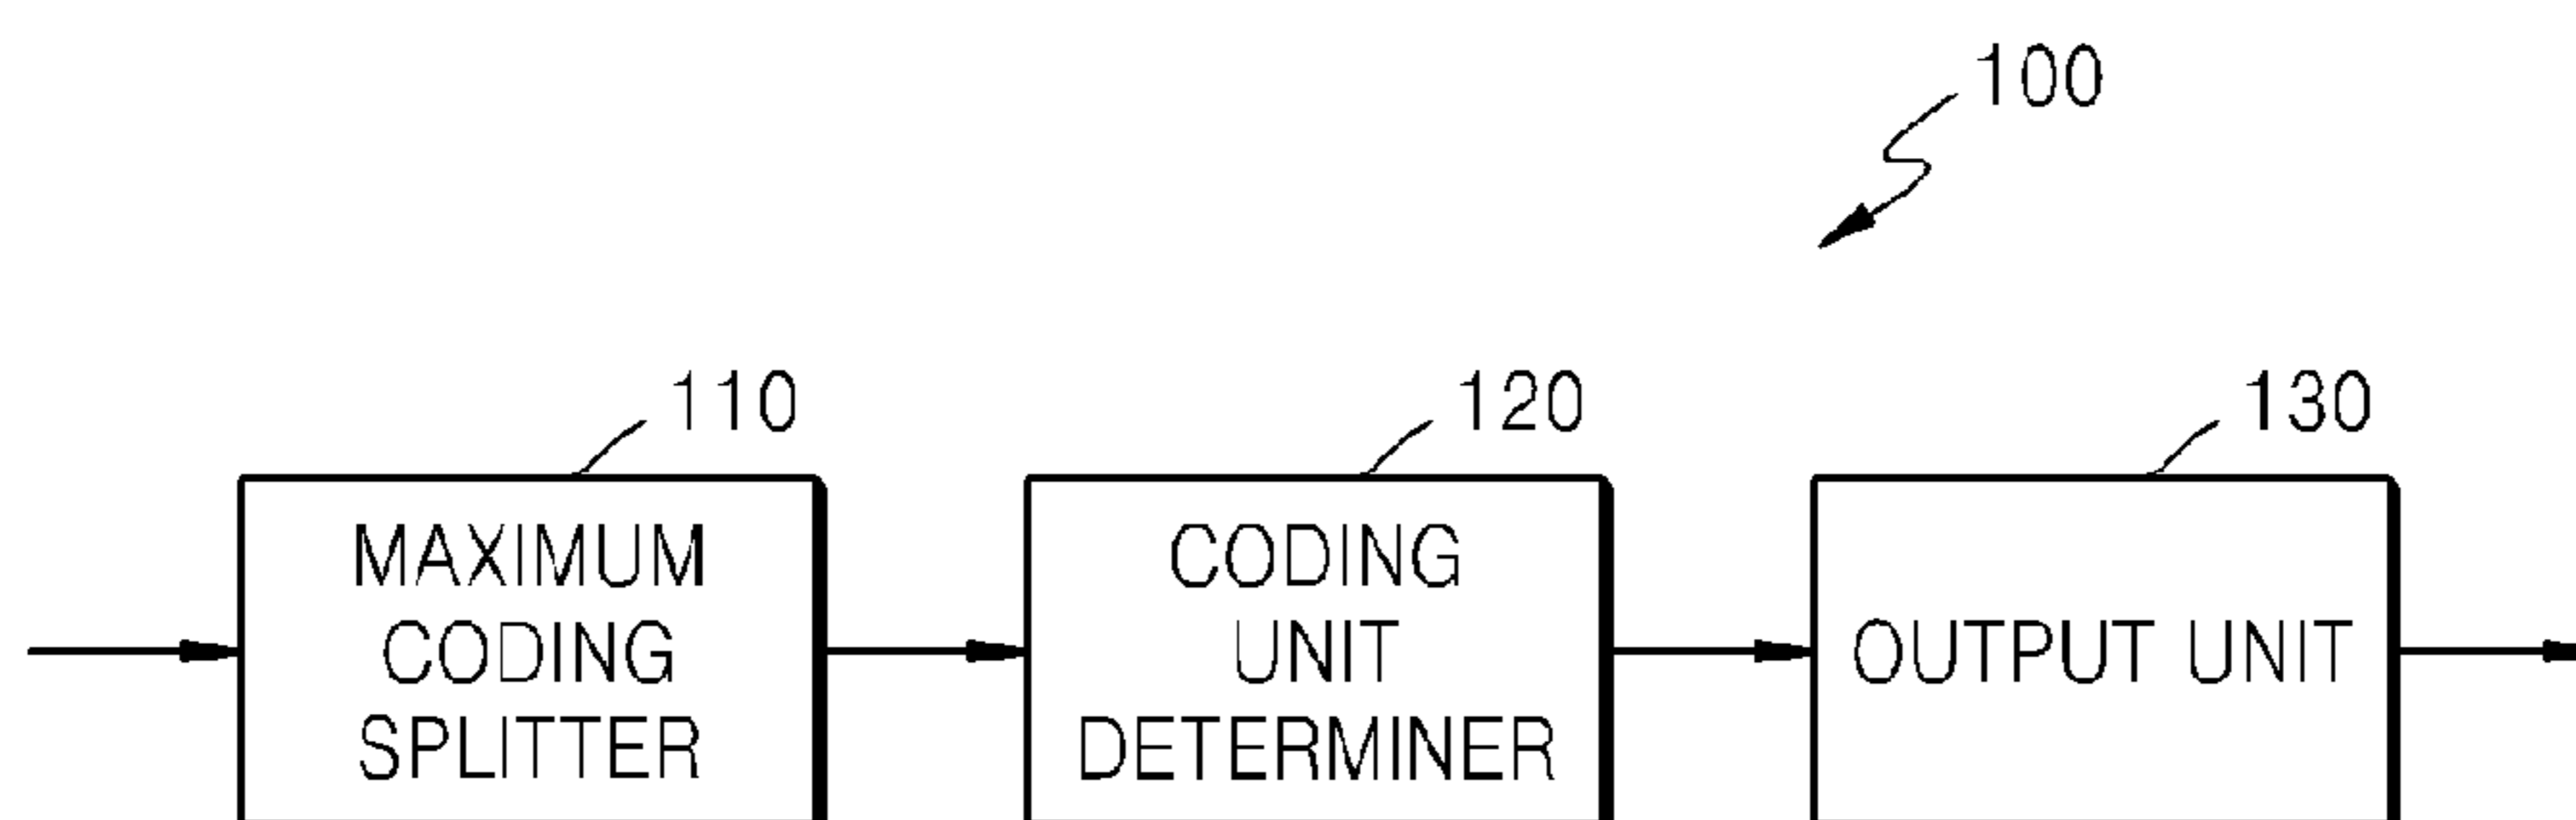 100
110
120
130
MAXIMUM
CODING
SPLITTER
CODING
UNIT
DETERMINER
OUTPUT UNIT